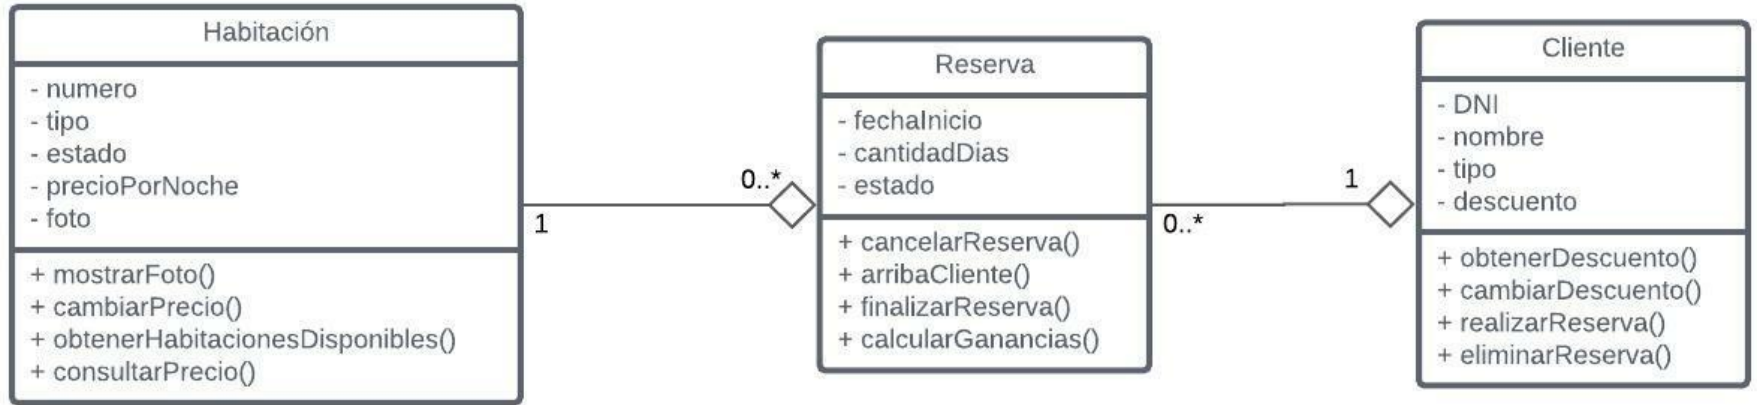 Habitación
- numero
- tipo
- estado
- precioPorNoche
- foto
+ mostrarFoto()
+ cambiarPrecio()
+ obtenerHabitacionesDisponibles()
+ consultarPrecio()
1
0..*
Reserva
- fechaInicio
- cantidadDias
- estado
+ cancelarReserva()
+ arribaCliente()
+ finalizarReserva()
+ calcularGanancias()
0..*
1
Cliente
- DNI
- nombre
- tipo
- descuento
+ obtenerDescuento()
+ cambiarDescuento()
+ realizarReserva()
+ eliminarReserva()